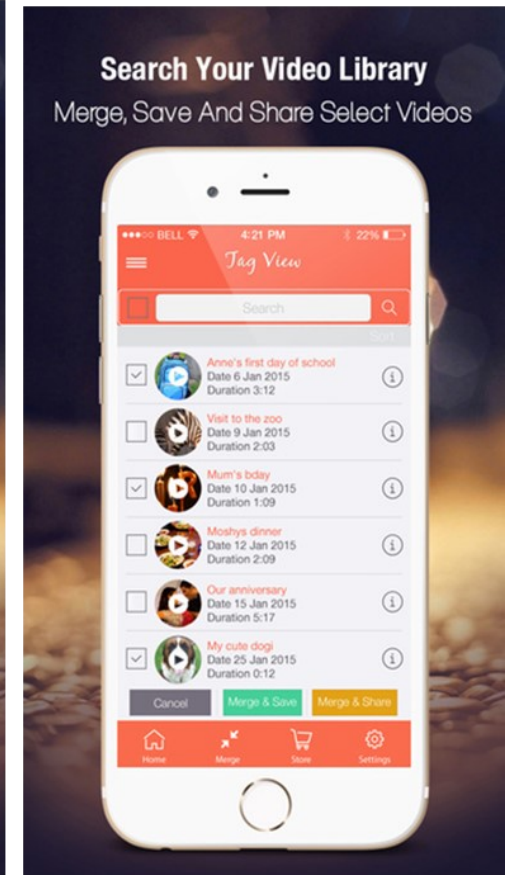 Search Your Video Library
Merge, Save And Share Select Videos
BELL 4:21 PM 22%
Tag View
Search
Sort
Anne's first day of school
Date 6 Jan 2015
Duration 3:12
Visit to the zoo
Date 9 Jan 2015
Duration 2:03
Mum's bday
Date 10 Jan 2015
Duration 1:09
Moshys dinner
Date 12 Jan 2015
Duration 2:09
Our anniversary
Date 15 Jan 2015
Duration 5:17
My cute dogi
Date 25 Jan 2015
Duration 0:12
Cancel Merge & Save Merge & Share
Home Merge Store Settings